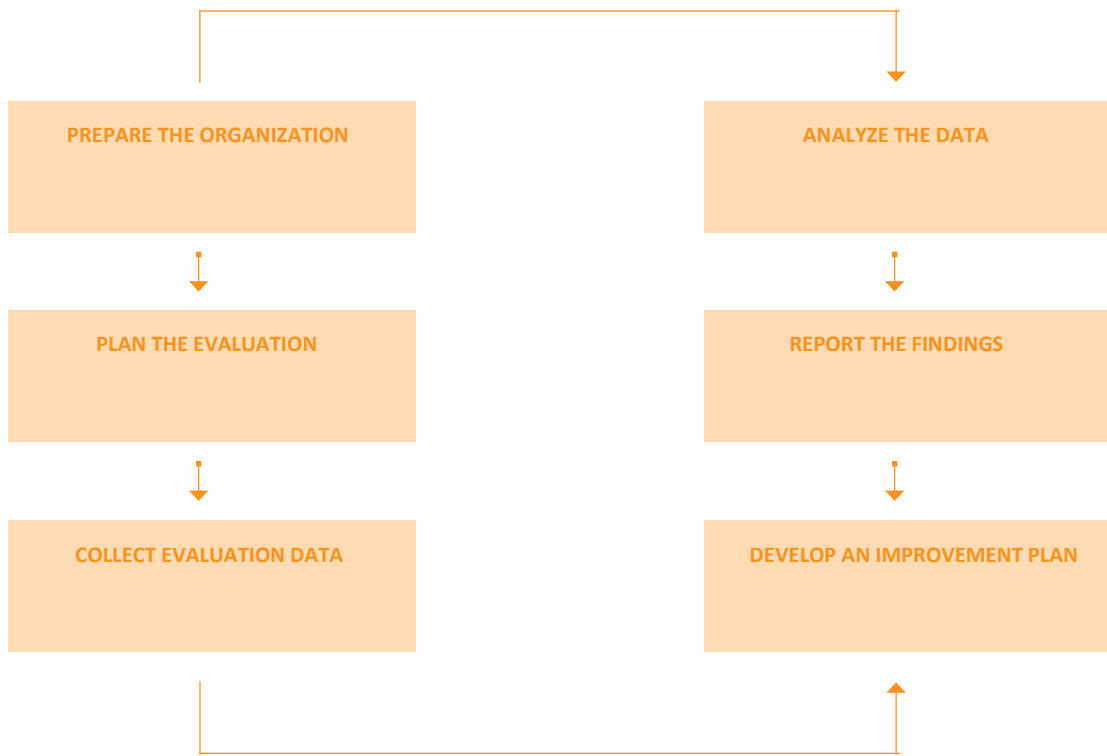 PREPARE THE ORGANIZATION
PLAN THE EVALUATION
COLLECT EVALUATION DATA
ANALYZE THE DATA
REPORT THE FINDINGS
DEVELOP AN IMPROVEMENT PLAN